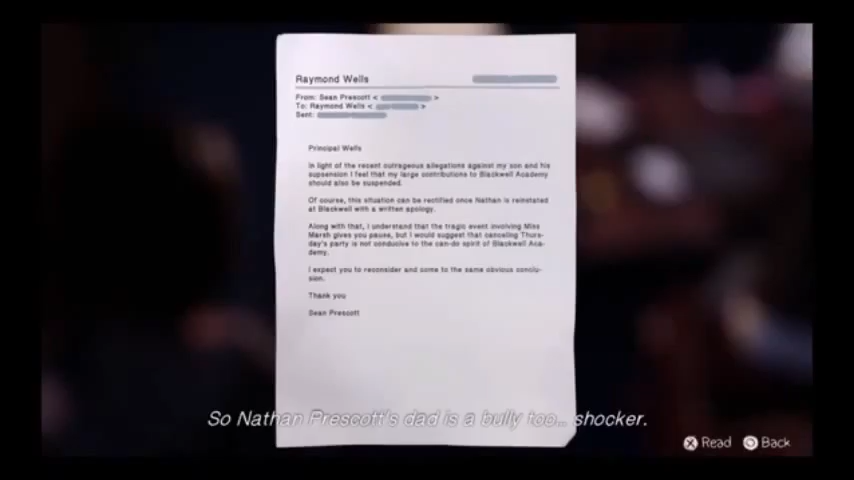 Raymond Wells
From: Sean Prescott < >
To: Raymond Wells < >
Sent:
Principal Wells
In light of the recent outrageous allegations against my son and his
supsension I feel that my large contributions to Blackwell Academy
should also be suspended.
Of course, this situation can be rectified once Nathan is reinstated
at Blackwell with a written apology.
Along with that, I understand that the tragic event involving Miss
Marsh gives you pause, but I would suggest that canceling Thurs-
day's party is not conducive to the can-do spirit of Blackwell Aca-
demy.
I expect you to reconsider and come to the same obvious conclu-
sion.
Thank you
Sean Prescott
So Nathan Prescott's dad is a bully too... shocker.
Read Back